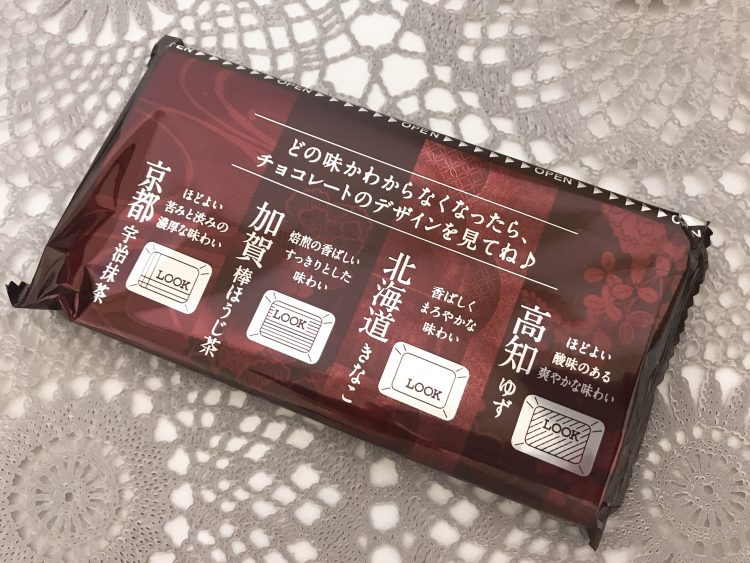 OPEN
OPEN
OPEN
OPEN
OPEN
どの味かわからなくなったら、
チョコレートのデザインを見てね♪
京都
宇治抹茶
ほどよい
苦みと渋みの
濃厚な味わい
LOOK
加賀
棒ほうじ茶
焙煎の香ばしい
すっきりとした
味わい
LOOK
北海道
きなこ
香ばしく
まろやかな
味わい
LOOK
高知
ゆず
ほどよい
酸味のある
爽やかな味わい
LOOK